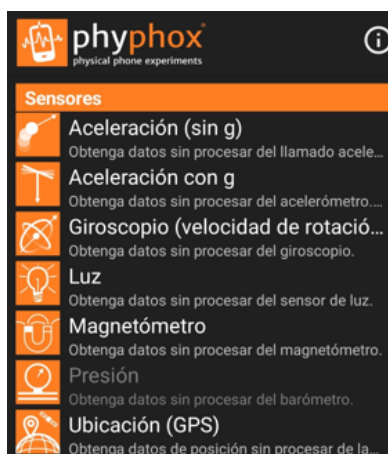 phyphox®
physical phone experiments
Sensores
Aceleración (sin g)
Obtenga datos sin procesar del llamado acele...
Aceleración con g
Obtenga datos sin procesar del acelerómetro....
Giroscopio (velocidad de rotació...
Obtenga datos sin procesar del giroscopio.
Luz
Obtenga datos sin procesar del sensor de luz.
Magnetómetro
Obtenga datos sin procesar del magnetómetro.
Presión
Obtenga datos sin procesar del barómetro.
Ubicación (GPS)
Obtenga datos de posición sin procesar de la...